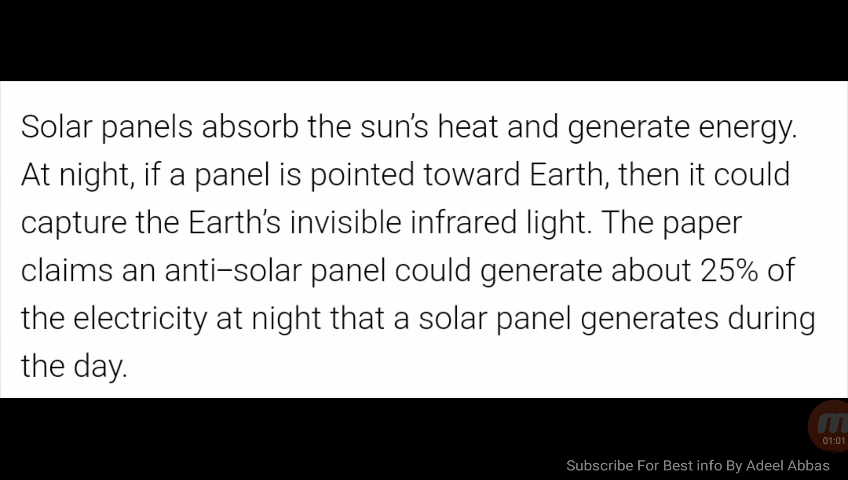 Solar panels absorb the sun's heat and generate energy.
At night, if a panel is pointed toward Earth, then it could
capture the Earth's invisible infrared light. The paper
claims an anti–solar panel could generate about 25% of
the electricity at night that a solar panel generates during
the day.
01:01
Subscribe For Best info By Adeel Abbas